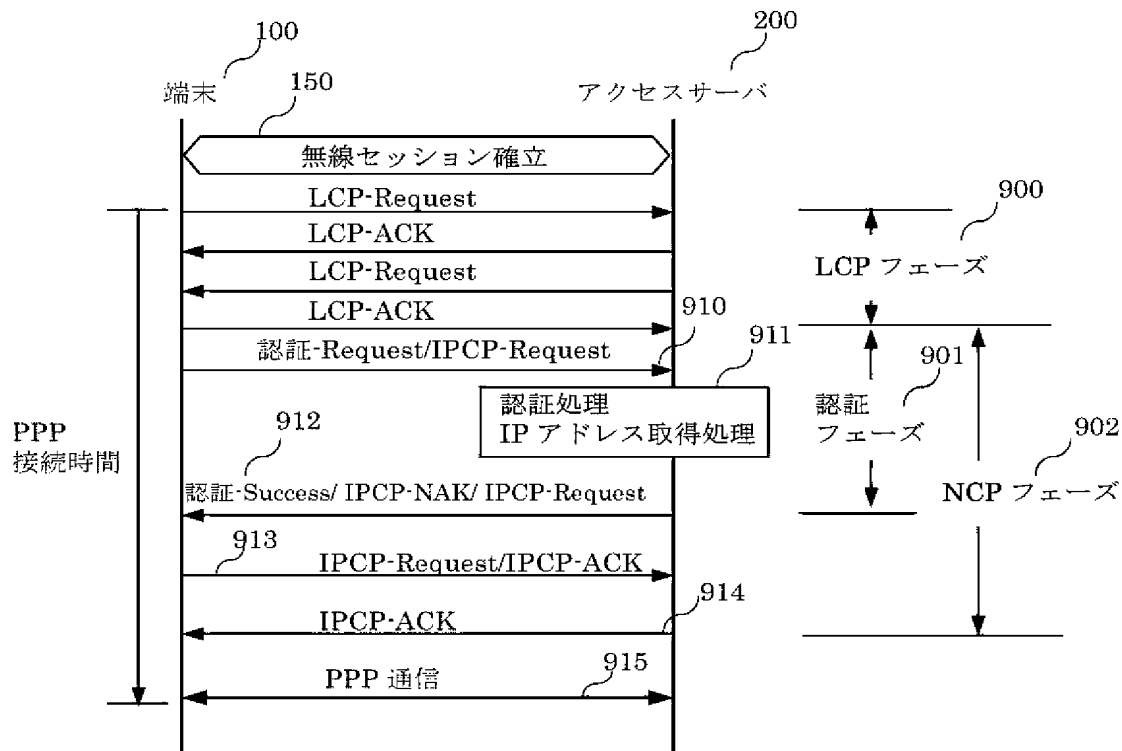 100
端末
200
アクセスサーバ
150
無線セッション確立
LCP-Request
LCP-ACK
LCP-Request
LCP-ACK
910
認証-Request/IPCP-Request
911
認証処理
IP アドレス取得処理
912
認証-Success/ IPCP-NAK/ IPCP-Request
913
IPCP-Request/IPCP-ACK
914
IPCP-ACK
915
PPP 通信
PPP
接続時間
900
LCP フェーズ
901
認証
フェーズ
902
NCP フェーズ